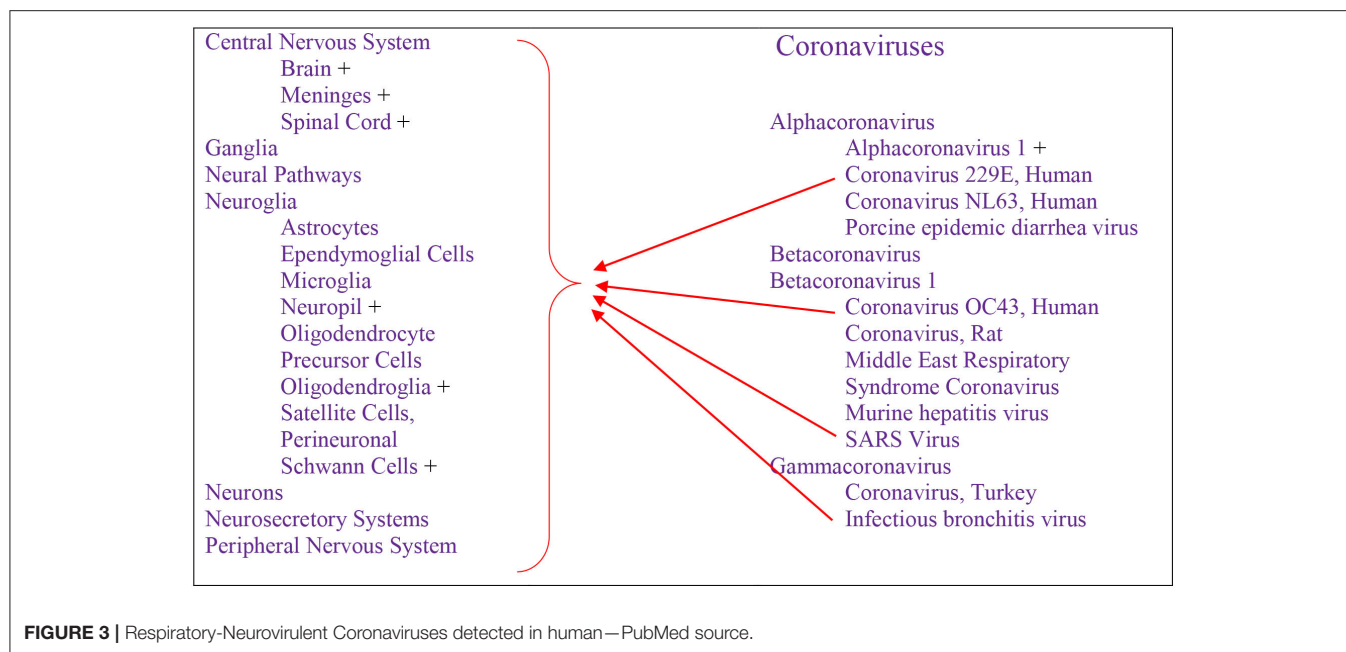 Central Nervous System
Brain +
Meninges +
Spinal Cord +
Ganglia
Neural Pathways
Neuroglia
Astrocytes
Ependymoglial Cells
Microglia
Neuropil +
Oligodendrocyte
Precursor Cells
Oligodendroglia +
Satellite Cells,
Perineuronal
Schwann Cells +
Neurons
Neurosecretory Systems
Peripheral Nervous System
Coronaviruses
Alphacoronavirus
Alphacoronavirus 1 +
Coronavirus 229E, Human
Coronavirus NL63, Human
Porcine epidemic diarrhea virus
Betacoronavirus
Betacoronavirus 1
Coronavirus OC43, Human
Coronavirus, Rat
Middle East Respiratory
Syndrome Coronavirus
Murine hepatitis virus
SARS Virus
Gammacoronavirus
Coronavirus, Turkey
Infectious bronchitis virus
FIGURE 3 | Respiratory-Neurovirulent Coronaviruses detected in human—PubMed source.